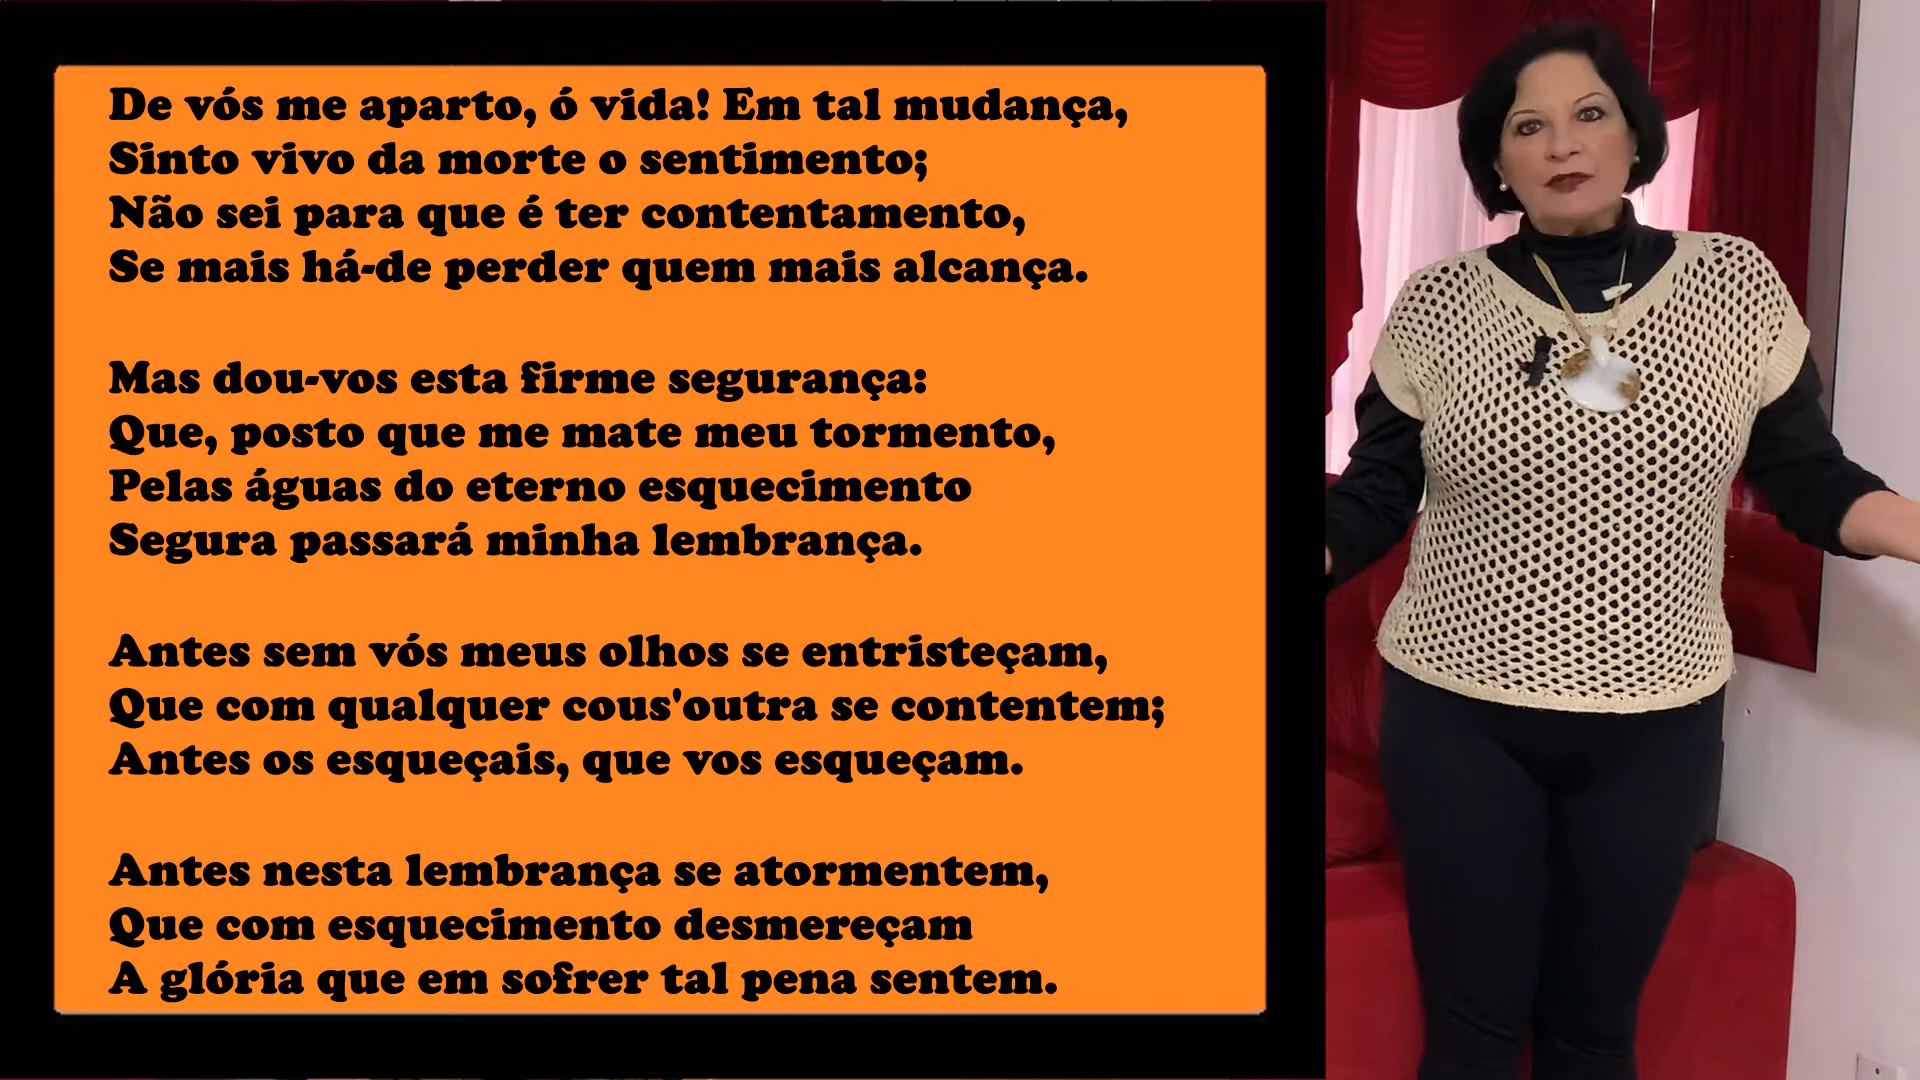 De vós me aparto, ó vida! Em tal mudança,
Sinto vivo da morte o sentimento;
Não sei para que é ter contentamento,
Se mais há-de perder quem mais alcança.
Mas dou-vos esta firme segurança:
Que, posto que me mate meu tormento,
Pelas águas do eterno esquecimento
Segura passará minha lembrança.
Antes sem vós meus olhos se entristeçam,
Que com qualquer cous'outra se contentem;
Antes os esqueçais, que vos esqueçam.
Antes nesta lembrança se atormentem,
Que com esquecimento desmereçam
A glória que em sofrer tal pena sentem.